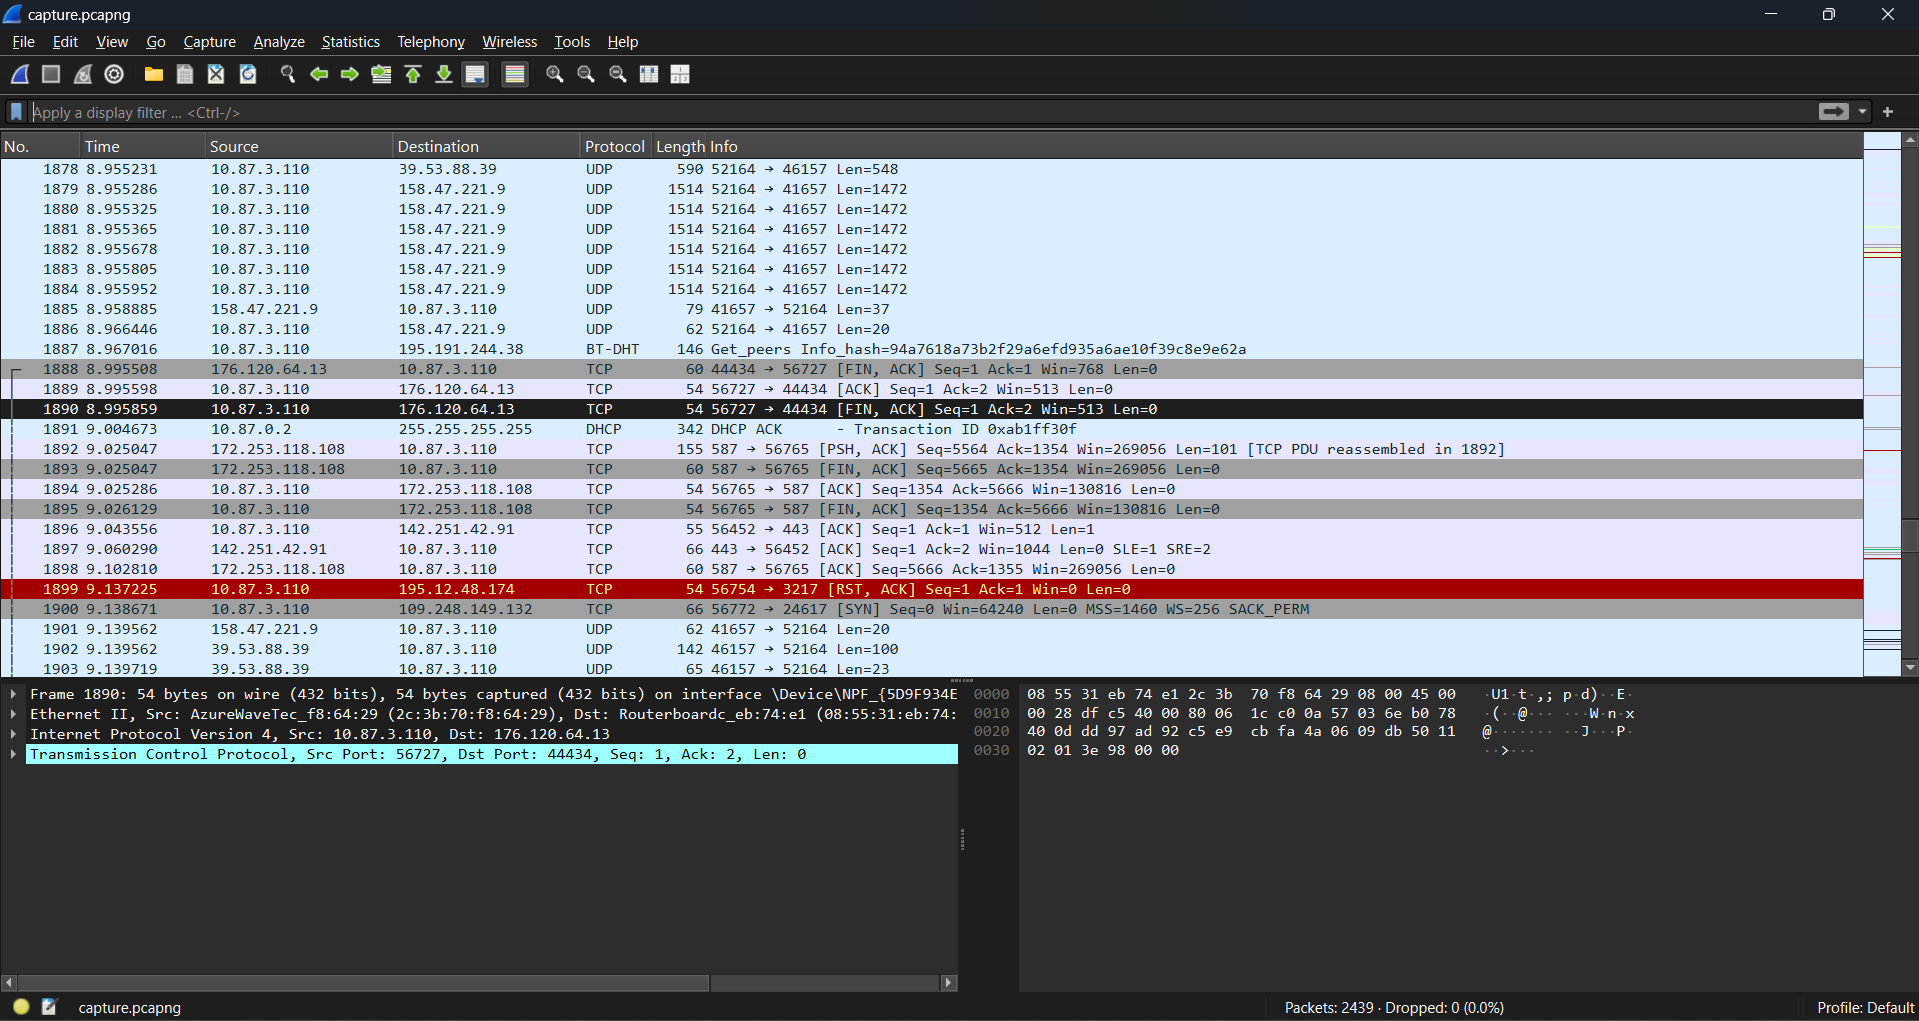 capture.pcapng
File Edit View Go Capture Analyze Statistics Telephony Wireless Tools Help
Apply a display filter ... <Ctrl-/>
No. Time Source Destination Protocol Length Info
1878 8.955231 10.87.3.110 39.53.88.39 UDP 590 52164 → 46157 Len=548
1879 8.955286 10.87.3.110 158.47.221.9 UDP 1514 52164 → 41657 Len=1472
1880 8.955325 10.87.3.110 158.47.221.9 UDP 1514 52164 → 41657 Len=1472
1881 8.955365 10.87.3.110 158.47.221.9 UDP 1514 52164 → 41657 Len=1472
1882 8.955678 10.87.3.110 158.47.221.9 UDP 1514 52164 → 41657 Len=1472
1883 8.955805 10.87.3.110 158.47.221.9 UDP 1514 52164 → 41657 Len=1472
1884 8.955952 10.87.3.110 158.47.221.9 UDP 1514 52164 → 41657 Len=1472
1885 8.958885 158.47.221.9 10.87.3.110 UDP 79 41657 → 52164 Len=37
1886 8.966446 10.87.3.110 158.47.221.9 UDP 62 52164 → 41657 Len=20
1887 8.967016 10.87.3.110 195.191.244.38 BT-DHT 146 Get_peers Info_hash=94a7618a73b2f29a6efd935a6ae10f39c8e9e62a
1888 8.995508 176.120.64.13 10.87.3.110 TCP 60 44434 → 56727 [FIN, ACK] Seq=1 Ack=1 Win=768 Len=0
1889 8.995598 10.87.3.110 176.120.64.13 TCP 54 56727 → 44434 [ACK] Seq=1 Ack=2 Win=513 Len=0
1890 8.995859 10.87.3.110 176.120.64.13 TCP 54 56727 → 44434 [FIN, ACK] Seq=1 Ack=2 Win=513 Len=0
1891 9.004673 10.87.0.2 255.255.255.255 DHCP 342 DHCP ACK - Transaction ID 0xab1ff30f
1892 9.025047 172.253.118.108 10.87.3.110 TCP 155 587 → 56765 [PSH, ACK] Seq=5564 Ack=1354 Win=269056 Len=101 [TCP PDU reassembled in 1892]
1893 9.025047 172.253.118.108 10.87.3.110 TCP 60 587 → 56765 [FIN, ACK] Seq=5665 Ack=1354 Win=269056 Len=0
1894 9.025286 10.87.3.110 172.253.118.108 TCP 54 56765 → 587 [ACK] Seq=1354 Ack=5666 Win=130816 Len=0
1895 9.026129 10.87.3.110 172.253.118.108 TCP 54 56765 → 587 [FIN, ACK] Seq=1354 Ack=5666 Win=130816 Len=0
1896 9.043556 10.87.3.110 142.251.42.91 TCP 55 56452 → 443 [ACK] Seq=1 Ack=1 Win=512 Len=1
1897 9.060290 142.251.42.91 10.87.3.110 TCP 66 443 → 56452 [ACK] Seq=1 Ack=2 Win=1044 Len=0 SLE=1 SRE=2
1898 9.102810 172.253.118.108 10.87.3.110 TCP 60 587 → 56765 [ACK] Seq=5666 Ack=1355 Win=269056 Len=0
1899 9.137225 10.87.3.110 195.12.48.174 TCP 54 56754 → 3217 [RST, ACK] Seq=1 Ack=1 Win=0 Len=0
1900 9.138671 10.87.3.110 109.248.149.132 TCP 66 56772 → 24617 [SYN] Seq=0 Win=64240 Len=0 MSS=1460 WS=256 SACK_PERM
1901 9.139562 158.47.221.9 10.87.3.110 UDP 62 41657 → 52164 Len=20
1902 9.139562 39.53.88.39 10.87.3.110 UDP 142 46157 → 52164 Len=100
1903 9.139719 39.53.88.39 10.87.3.110 UDP 65 46157 → 52164 Len=23
Frame 1890: 54 bytes on wire (432 bits), 54 bytes captured (432 bits) on interface \Device\NPF_{5D9F934E
Ethernet II, Src: AzureWaveTec_f8:64:29 (2c:3b:70:f8:64:29), Dst: Routerboardc_eb:74:e1 (08:55:31:eb:74:
Internet Protocol Version 4, Src: 10.87.3.110, Dst: 176.120.64.13
Transmission Control Protocol, Src Port: 56727, Dst Port: 44434, Seq: 1, Ack: 2, Len: 0
0000 08 55 31 eb 74 e1 2c 3b 70 f8 64 29 08 00 45 00 ·U1·t·,; p·d)··E·
0010 00 28 df c5 40 00 80 06 1c c0 0a 57 03 6e b0 78 ·(··@··· ···W·n·x
0020 40 0d dd 97 ad 92 c5 e9 cb fa 4a 06 09 db 50 11 @······· ··J···P·
0030 02 01 3e 98 00 00 ··>···
capture.pcapng
Packets: 2439 · Dropped: 0 (0.0%)
Profile: Default